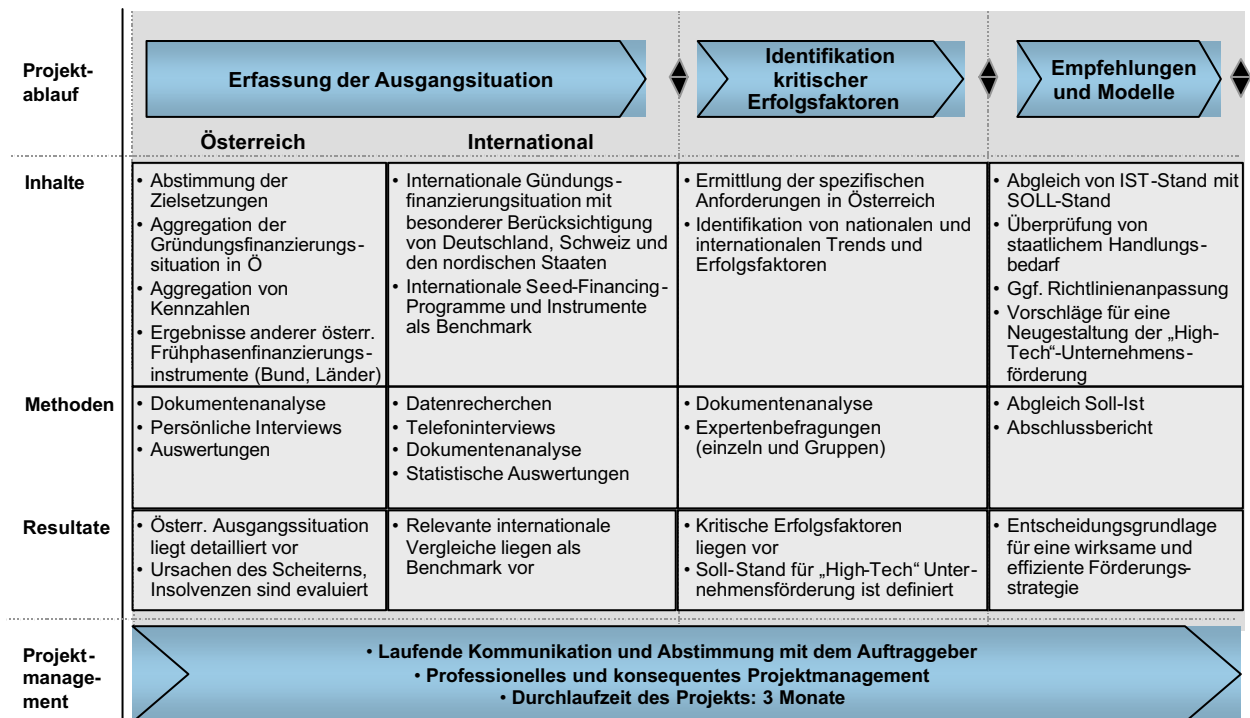 Projekt-
ablauf
Erfassung der Ausgangsituation
Identifikation
kritischer
Erfolgsfaktoren
Empfehlungen
und Modelle
Österreich
International
Inhalte
• Abstimmung der
Zielsetzungen
• Aggregation der
Gründungsfinanzierungs-
situation in Ö
• Aggregation von
Kennzahlen
• Ergebnisse anderer österr.
Frühphasenfinanzierungs-
instrumente (Bund, Länder)
• Internationale Gündungs-
finanzierungsituation mit
besonderer Berücksichtigung
von Deutschland, Schweiz und
den nordischen Staaten
• Internationale Seed-Financing-
Programme und Instrumente
als Benchmark
• Ermittlung der spezifischen
Anforderungen in Österreich
• Identifikation von nationalen und
internationalen Trends und
Erfolgsfaktoren
• Abgleich von IST-Stand mit
SOLL-Stand
• Überprüfung von
staatlichem Handlungs-
bedarf
• Ggf. Richtlinienanpassung
• Vorschläge für eine
Neugestaltung der „High-
Tech“-Unternehmens-
förderung
Methoden
• Dokumentenanalyse
• Persönliche Interviews
• Auswertungen
• Datenrecherchen
• Telefoninterviews
• Dokumentenanalyse
• Statistische Auswertungen
• Dokumentenanalyse
• Expertenbefragungen
(einzeln und Gruppen)
• Abgleich Soll-Ist
• Abschlussbericht
Resultate
• Österr. Ausgangssituation
liegt detailliert vor
• Ursachen des Scheiterns,
Insolvenzen sind evaluiert
• Relevante internationale
Vergleiche liegen als
Benchmark vor
• Kritische Erfolgsfaktoren
liegen vor
• Soll-Stand für „High-Tech“ Unter-
nehmensförderung ist definiert
• Entscheidungsgrundlage
für eine wirksame und
effiziente Förderungs-
strategie
Projekt-
manage-
ment
• Laufende Kommunikation und Abstimmung mit dem Auftraggeber
• Professionelles und konsequentes Projektmanagement
• Durchlaufzeit des Projekts: 3 Monate